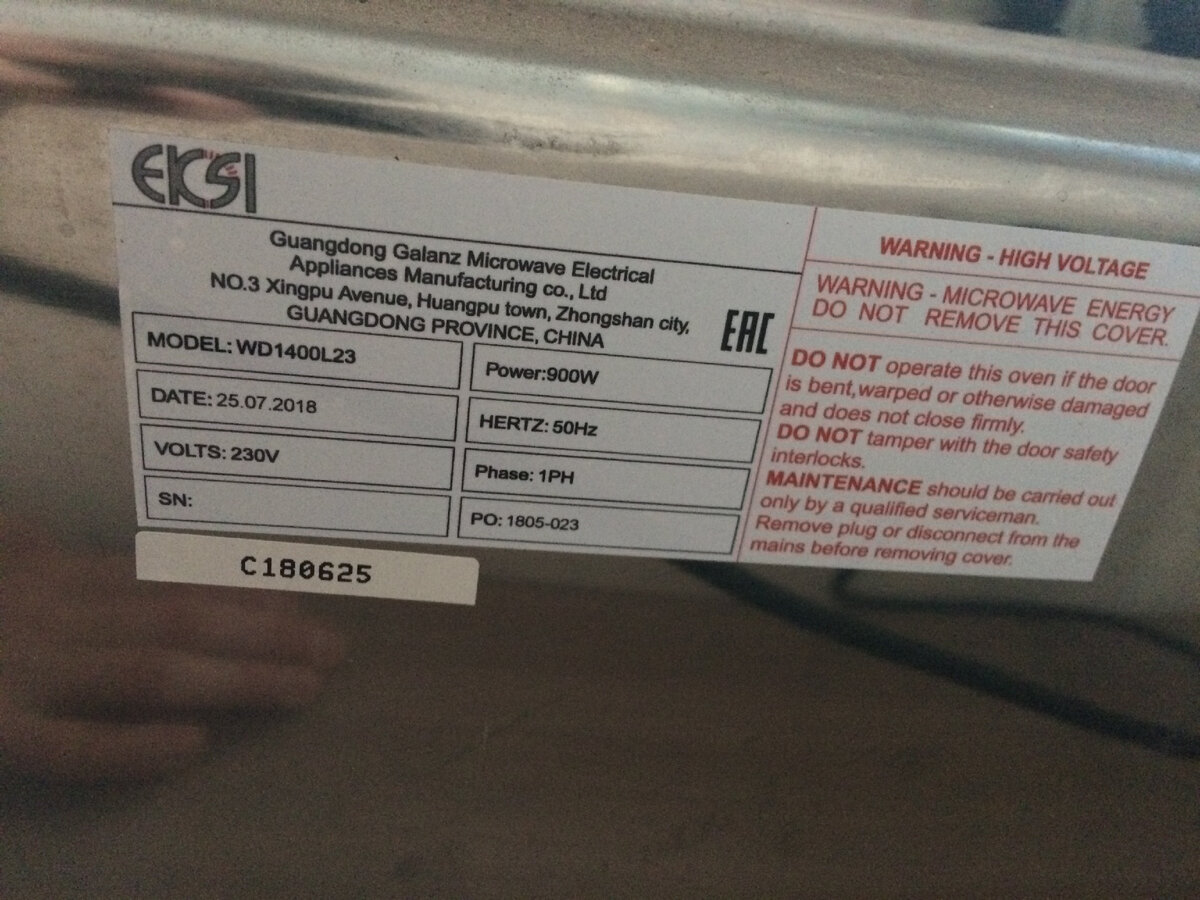 EKSI
Guangdong Galanz Microwave Electrical
Appliances Manufacturing co., Ltd
NO.3 Xingpu Avenue, Huangpu town, Zhongshan city,
GUANGDONG PROVINCE, CHINA
EAC
MODEL: WD1400L23
Power:900W
DATE: 25.07.2018
HERTZ: 50Hz
VOLTS: 230V
Phase: 1PH
SN:
PO: 1805-023
C180625
WARNING - HIGH VOLTAGE
WARNING - MICROWAVE ENERGY
DO NOT REMOVE THIS COVER.
DO NOT operate this oven if the door
is bent,warped or otherwise damaged
and does not close firmly.
DO NOT tamper with the door safety
interlocks.
MAINTENANCE should be carried out
only by a qualified serviceman.
Remove plug or disconnect from the
mains before removing cover.